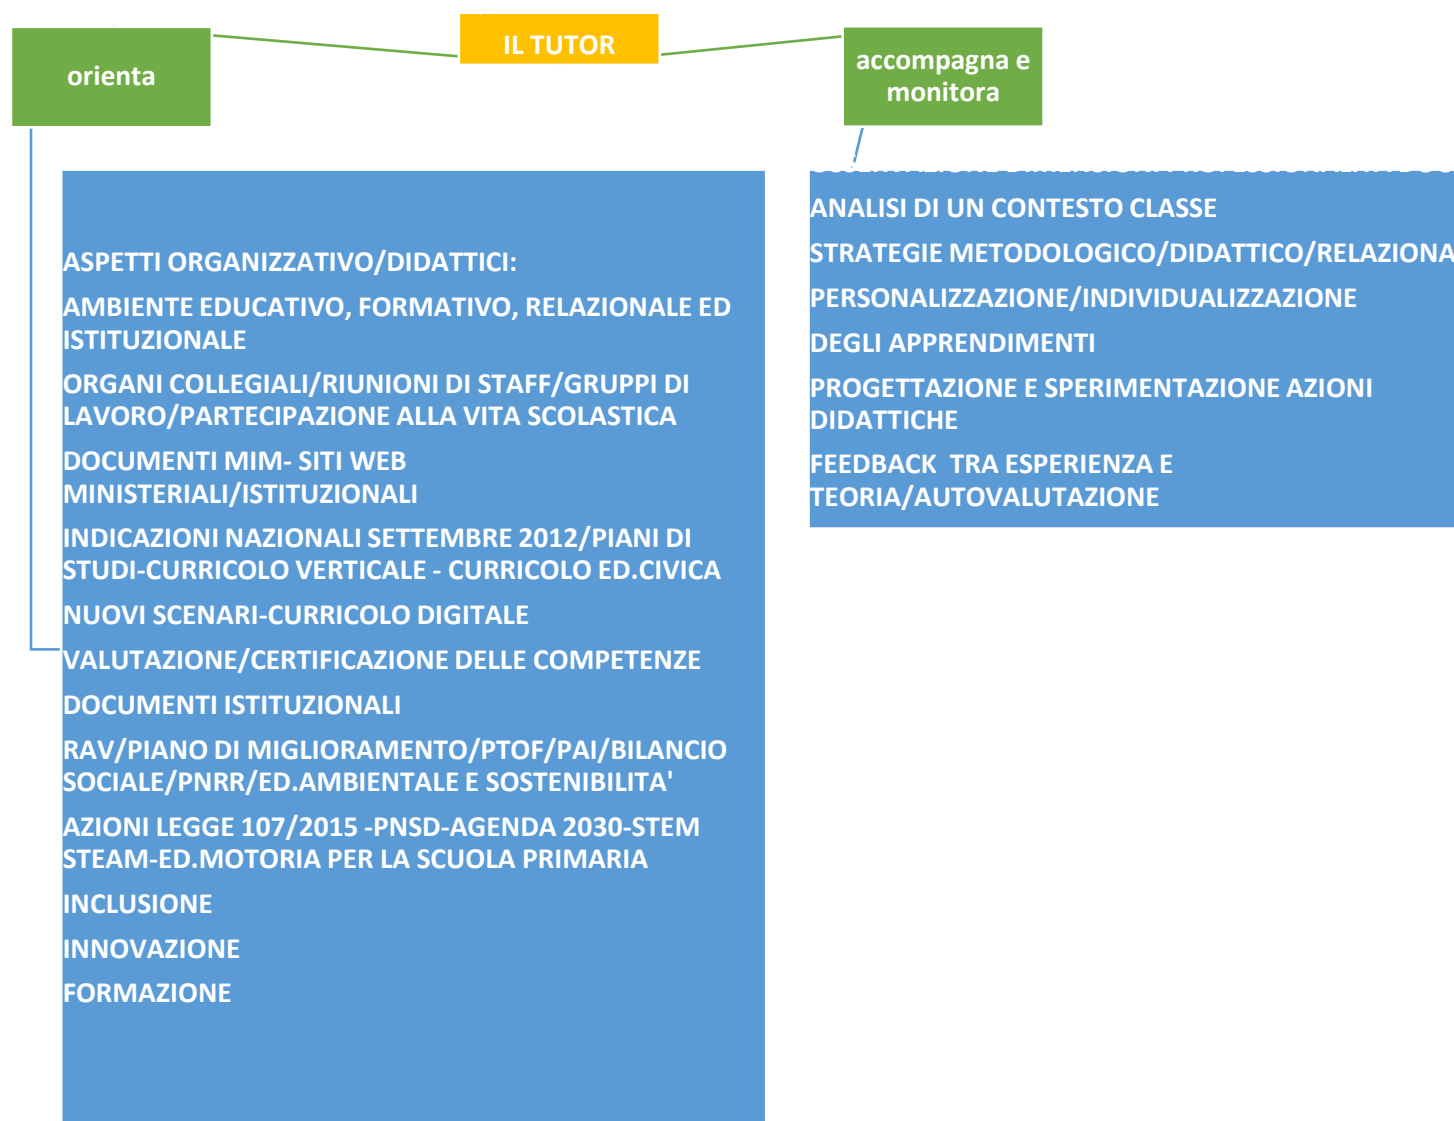 IL TUTOR
orienta
accompagna e
monitora
ASPETTI ORGANIZZATIVO/DIDATTICI:
AMBIENTE EDUCATIVO, FORMATIVO, RELAZIONALE ED
ISTITUZIONALE
ORGANI COLLEGIALI/RIUNIONI DI STAFF/GRUPPI DI
LAVORO/PARTECIPAZIONE ALLA VITA SCOLASTICA
DOCUMENTI MIM- SITI WEB
MINISTERIALI/ISTITUZIONALI
INDICAZIONI NAZIONALI SETTEMBRE 2012/PIANI DI
STUDI-CURRICOLO VERTICALE - CURRICOLO ED.CIVICA
NUOVI SCENARI-CURRICOLO DIGITALE
VALUTAZIONE/CERTIFICAZIONE DELLE COMPETENZE
DOCUMENTI ISTITUZIONALI
RAV/PIANO DI MIGLIORAMENTO/PTOF/PAI/BILANCIO
SOCIALE/PNRR/ED.AMBIENTALE E SOSTENIBILITA'
AZIONI LEGGE 107/2015 -PNSD-AGENDA 2030-STEM
STEAM-ED.MOTORIA PER LA SCUOLA PRIMARIA
INCLUSIONE
INNOVAZIONE
FORMAZIONE
ANALISI DI UN CONTESTO CLASSE
STRATEGIE METODOLOGICO/DIDATTICO/RELAZIONA
PERSONALIZZAZIONE/INDIVIDUALIZZAZIONE
DEGLI APPRENDIMENTI
PROGETTAZIONE E SPERIMENTAZIONE AZIONI
DIDATTICHE
FEEDBACK  TRA ESPERIENZA E
TEORIA/AUTOVALUTAZIONE